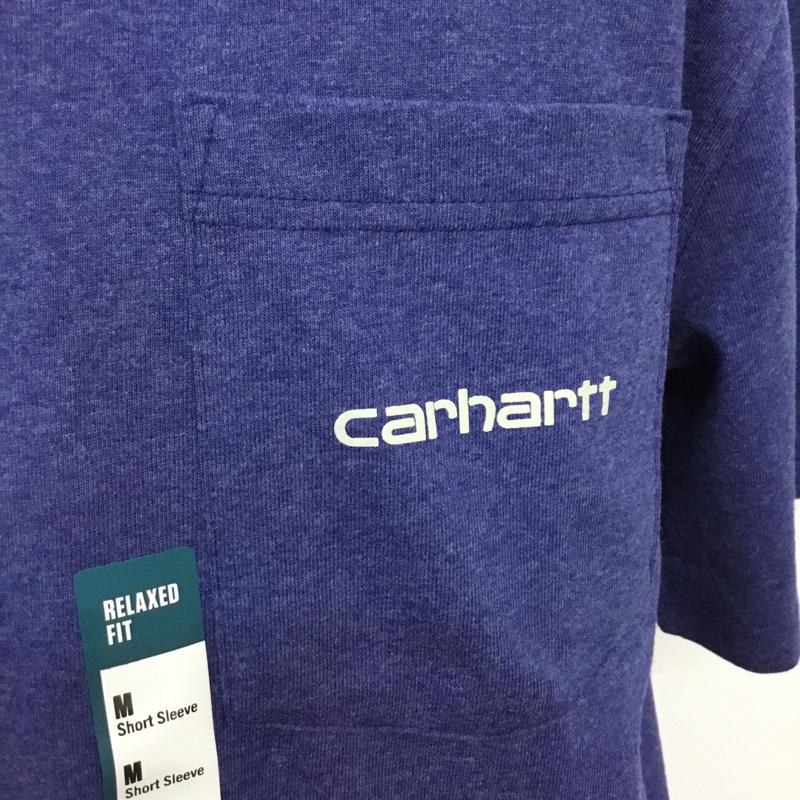 carhartt
RELAXED
FIT
M
Short Sleeve
M
Short Sleeve